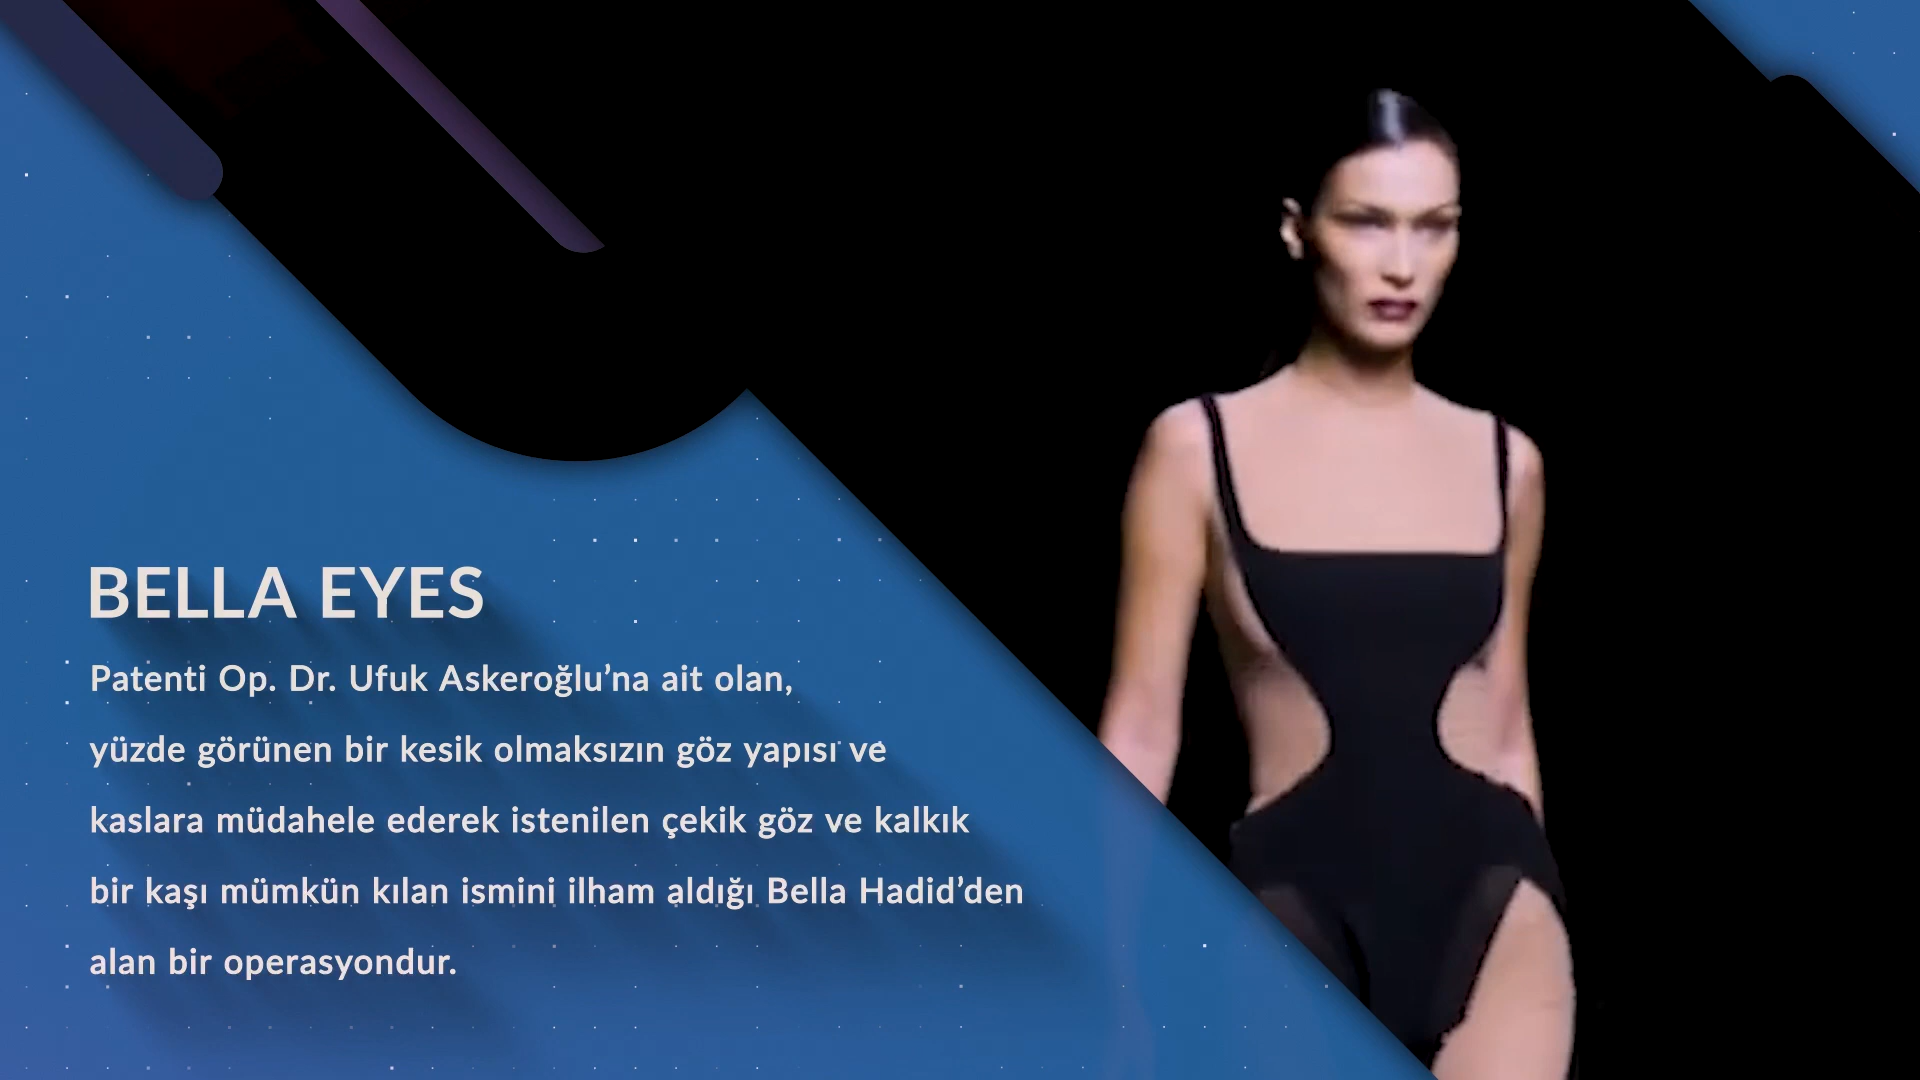 BELLA EYES
Patenti Op. Dr. Ufuk Askeroğlu’na ait olan,
yüzde görünen bir kesik olmaksızın göz yapısı ve
kaslara müdahele ederek istenilen çekik göz ve kalkık
bir kaşı mümkün kılan ismini ilham aldığı Bella Hadid’den
alan bir operasyondur.